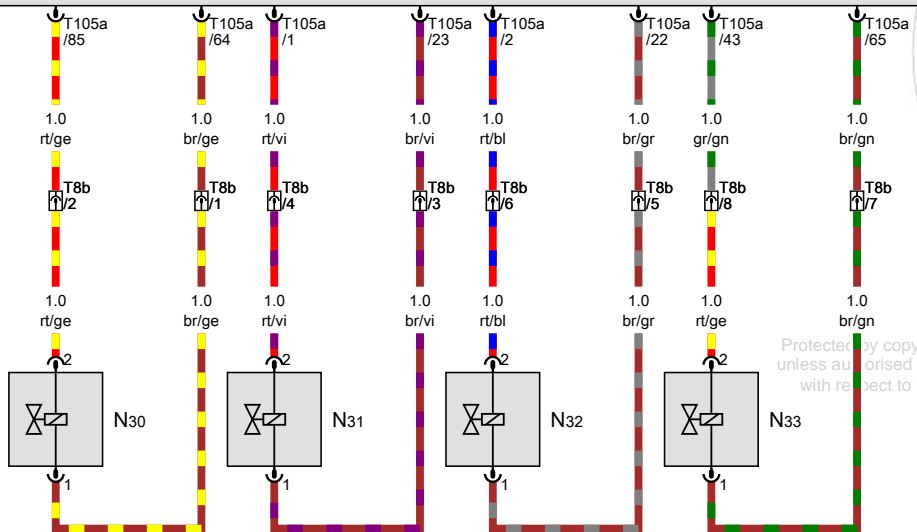 T105a
/85
T105a
/64
T105a
/1
T105a
/23
T105a
/2
T105a
/22
T105a
/43
T105a
/65
1.0
rt/ge
1.0
br/ge
1.0
rt/vi
1.0
br/vi
1.0
rt/bl
1.0
br/gr
1.0
gr/gn
1.0
br/gn
T8b
/2
T8b
/1
T8b
/4
T8b
/3
T8b
/6
T8b
/5
T8b
/8
T8b
/7
1.0
rt/ge
1.0
br/ge
1.0
rt/vi
1.0
br/vi
1.0
rt/bl
1.0
br/gr
1.0
rt/ge
1.0
br/gn
Protected by copy
unless au orised
with re pect to
2
2
2
2
N30
N31
N32
N33
1
1
1
1